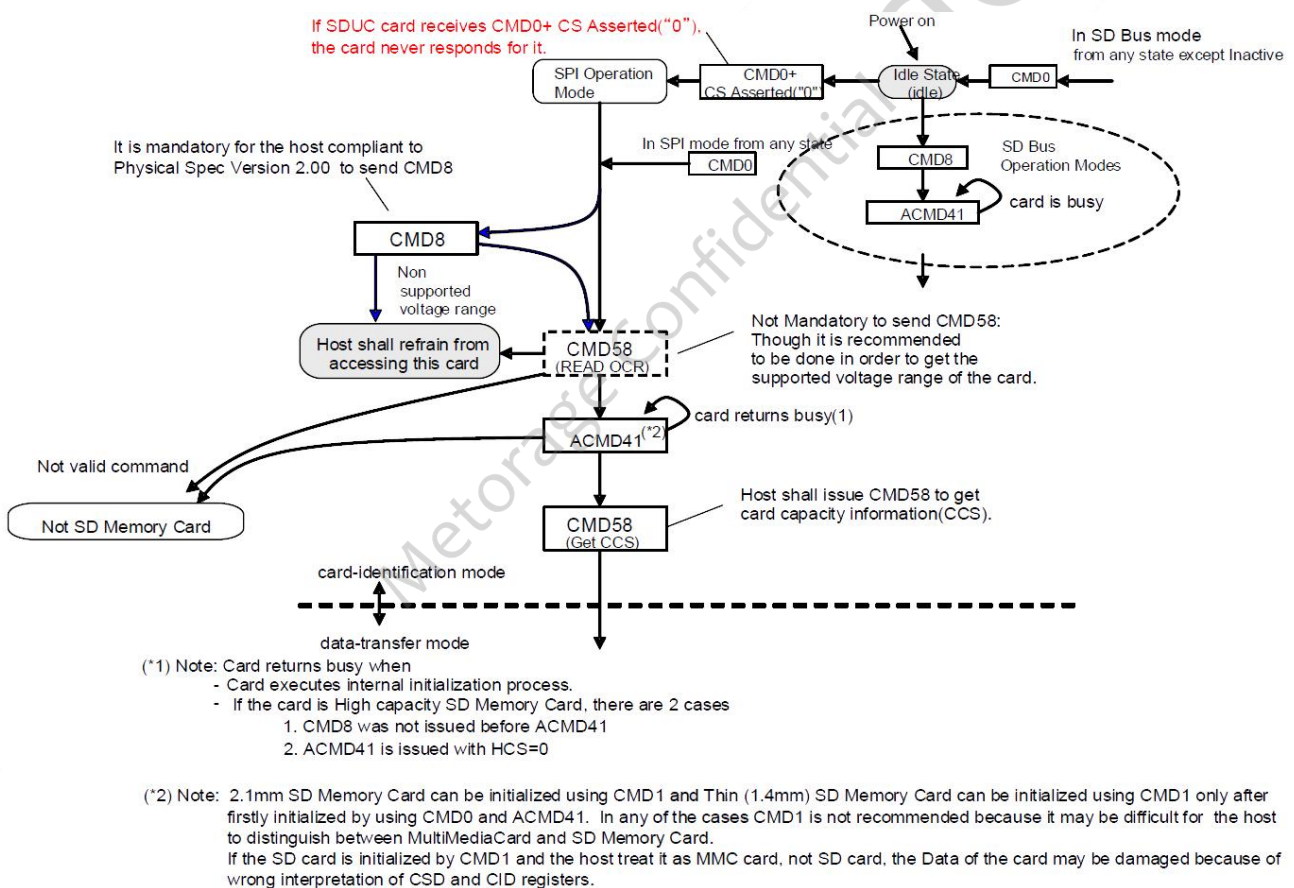 If SDUC card receives CMD0+ CS Asserted(“0”),
the card never responds for it.
Power on
In SD Bus mode
from any state except Inactive
SPI Operation
Mode
CMD0+
CS Asserted("0")
Idle State
(idle)
CMD0
It is mandatory for the host compliant to
Physical Spec Version 2.00 to send CMD8
In SPI mode from any state
CMD0
CMD8
SD Bus
Operation Modes
ACMD41
card is busy
CMD8
Non
supported
voltage range
Host shall refrain from
accessing this card
CMD58
(READ OCR)
Not Mandatory to send CMD58:
Though it is recommended
to be done in order to get the
supported voltage range of the card.
ACMD41(*2)
card returns busy(1)
Not valid command
Not SD Memory Card
CMD58
(Get CCS)
Host shall issue CMD58 to get
card capacity information(CCS).
card-identification mode
data-transfer mode
(*1) Note: Card returns busy when
- Card executes internal initialization process.
- If the card is High capacity SD Memory Card, there are 2 cases
1. CMD8 was not issued before ACMD41
2. ACMD41 is issued with HCS=0
(*2) Note: 2.1mm SD Memory Card can be initialized using CMD1 and Thin (1.4mm) SD Memory Card can be initialized using CMD1 only after
firstly initialized by using CMD0 and ACMD41. In any of the cases CMD1 is not recommended because it may be difficult for the host
to distinguish between MultiMediaCard and SD Memory Card.
If the SD card is initialized by CMD1 and the host treat it as MMC card, not SD card, the Data of the card may be damaged because of
wrong interpretation of CSD and CID registers.
Metorage Confidential